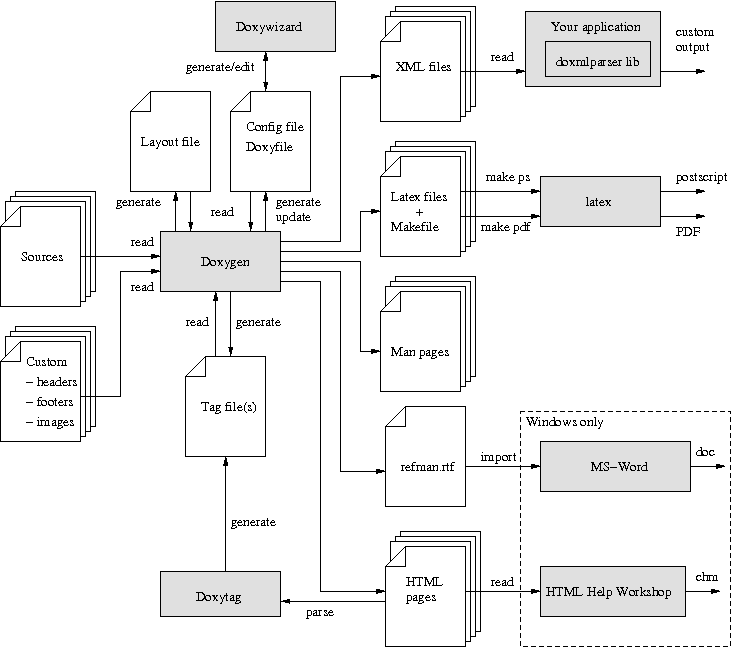 Doxywizard
generate/edit
Layout file
Config file
Doxyfile
generate
read
generate
update
Sources
read
read
Doxygen
Custom
– headers
– footers
– images
read
generate
Tag file(s)
generate
Doxytag
parse
XML files
read
Your application
doxmlparser lib
custom
output
Latex files
+
Makefile
make ps
make pdf
latex
postscript
PDF
Man pages
refman.rtf
import
Windows only
MS–Word
doc
HTML
pages
read
HTML Help Workshop
chm